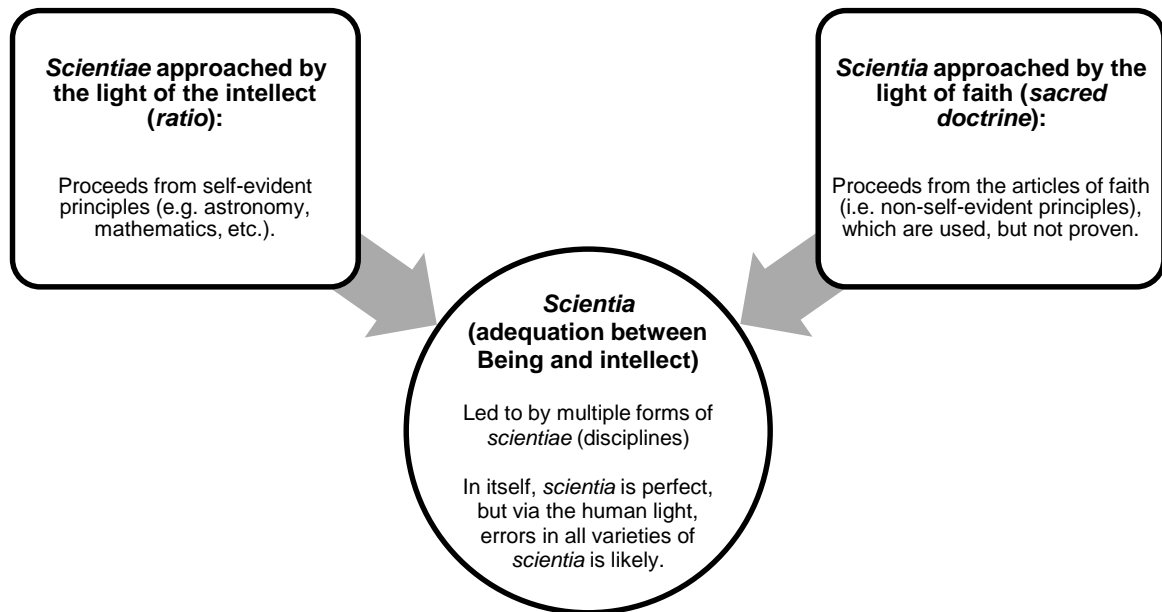 Scientiae approached by
the light of the intellect
(ratio):
Proceeds from self-evident
principles (e.g. astronomy,
mathematics, etc.).
Scientia approached by the
light of faith (sacred
doctrine):
Proceeds from the articles of faith
(i.e. non-self-evident principles),
which are used, but not proven.
Scientia
(adequation between
Being and intellect)
Led to by multiple forms of
scientiae (disciplines)
In itself, scientia is perfect,
but via the human light,
errors in all varieties of
scientia is likely.